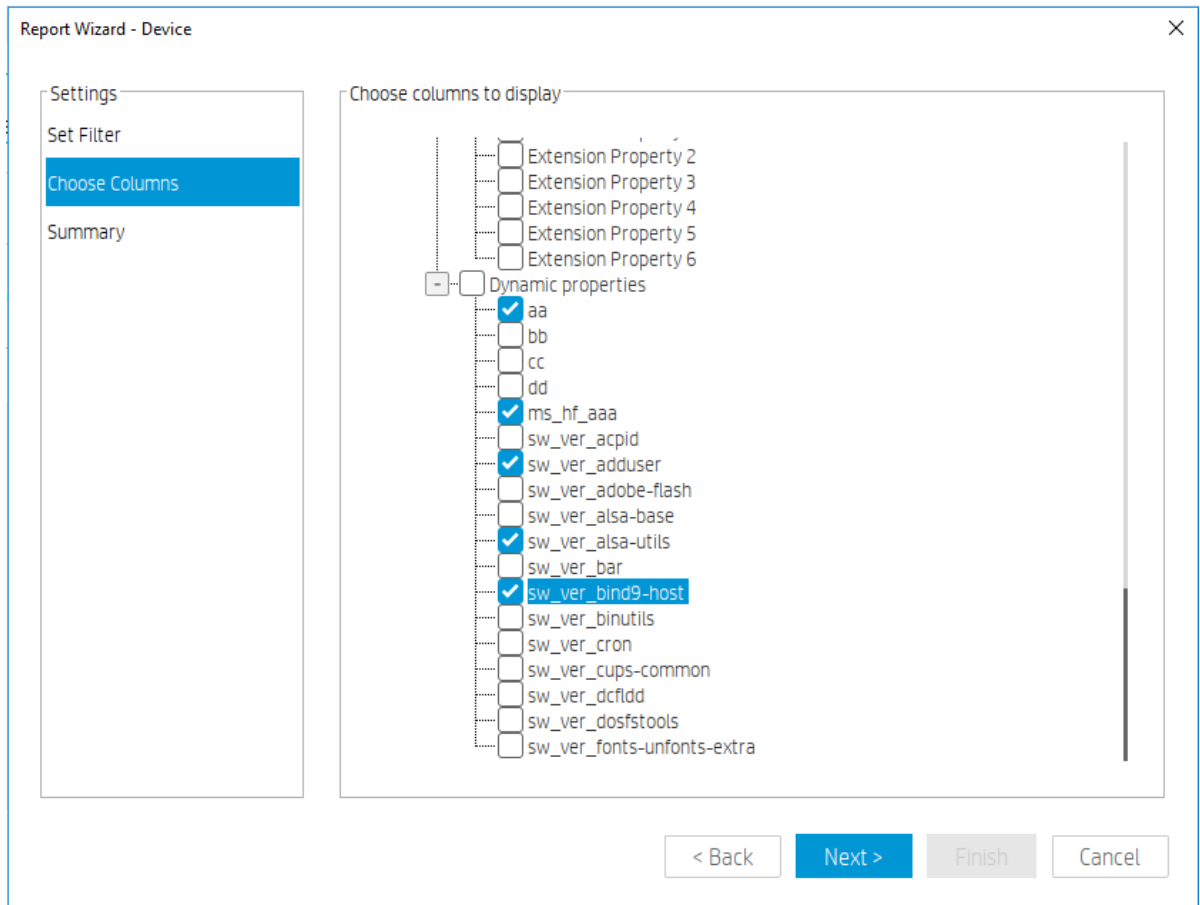 Report Wizard - Device
Settings
Set Filter
Choose Columns
Summary
Choose columns to display
Extension Property 2
Extension Property 3
Extension Property 4
Extension Property 5
Extension Property 6
Dynamic properties
aa
bb
cc
dd
ms_hf_aaa
sw_ver_acpid
sw_ver_adduser
sw_ver_adobe-flash
sw_ver_alsa-base
sw_ver_alsa-utils
sw_ver_bar
sw_ver_bind9-host
sw_ver_binutils
sw_ver_cron
sw_ver_cups-common
sw_ver_dcfldd
sw_ver_dosfstools
sw_ver_fonts-unfonts-extra
< Back
Next >
Finish
Cancel